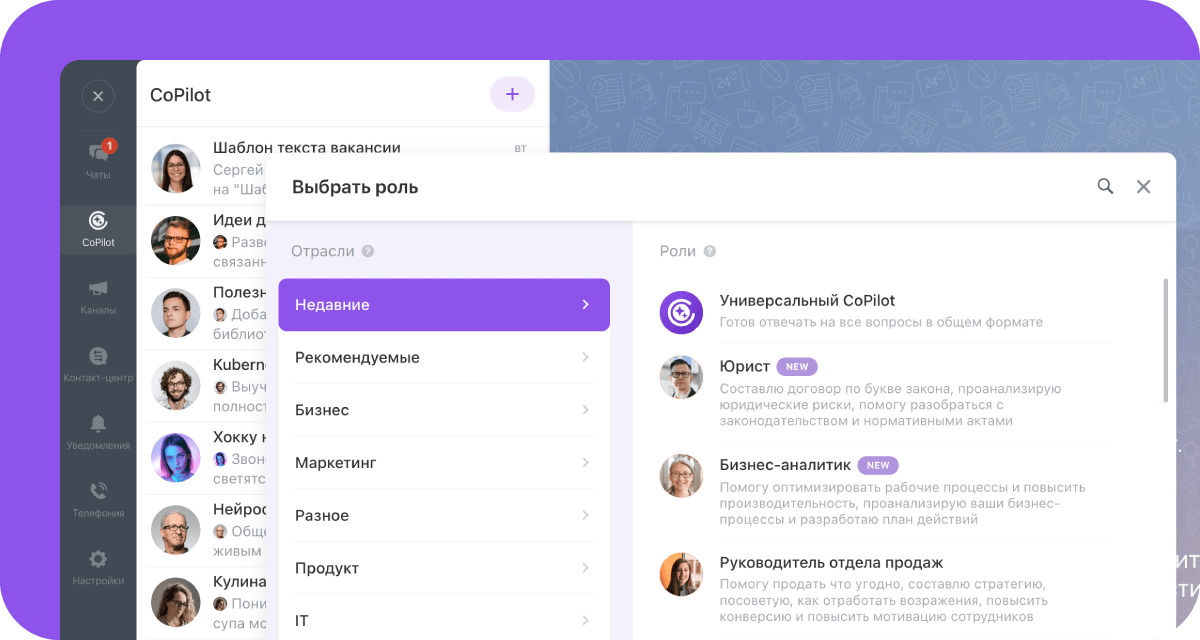 1
Чаты
CoPilot
Каналы
Контакт-центр
Уведомления
Телефония
Настройки
CoPilot
+
Шаблон текста вакансии
вт
Сергей
на "Шаб
Идеи д
связанн
Полезн
Доба
библиот
Kuberne
Выуч
полност
Хокку н
Звон
светятс
Нейрос
Обще
живым
Кулина
Пони
супа мо
Выбрать роль
Отрасли ?
Недавние
Рекомендуемые
Бизнес
Маркетинг
Разное
Продукт
IT
Роли ?
Универсальный CoPilot
Готов отвечать на все вопросы в общем формате
Юрист NEW
Составлю договор по букве закона, проанализирую
юридические риски, помогу разобраться с
законодательством и нормативными актами
Бизнес-аналитик NEW
Помогу оптимизировать рабочие процессы и повысить
производительность, проанализирую ваши бизнес-
процессы и разработаю план действий
Руководитель отдела продаж
Помогу продать что угодно, составлю стратегию,
посоветую, как отработать возражения, повысить
конверсию и повысить мотивацию сотрудников